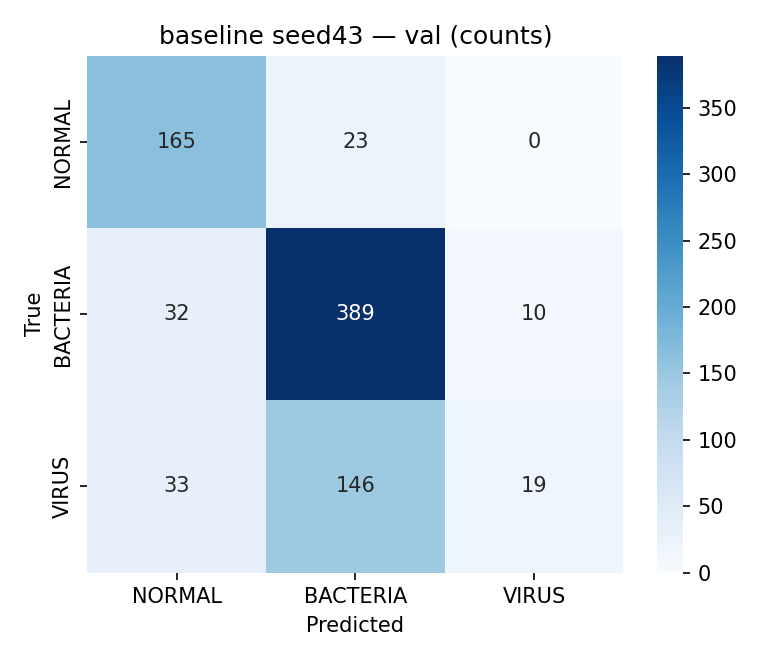 baseline seed43 — val (counts)
NORMAL
165
23
0
BACTERIA
32
389
10
VIRUS
33
146
19
True
NORMAL
BACTERIA
VIRUS
Predicted
350
300
250
200
150
100
50
0